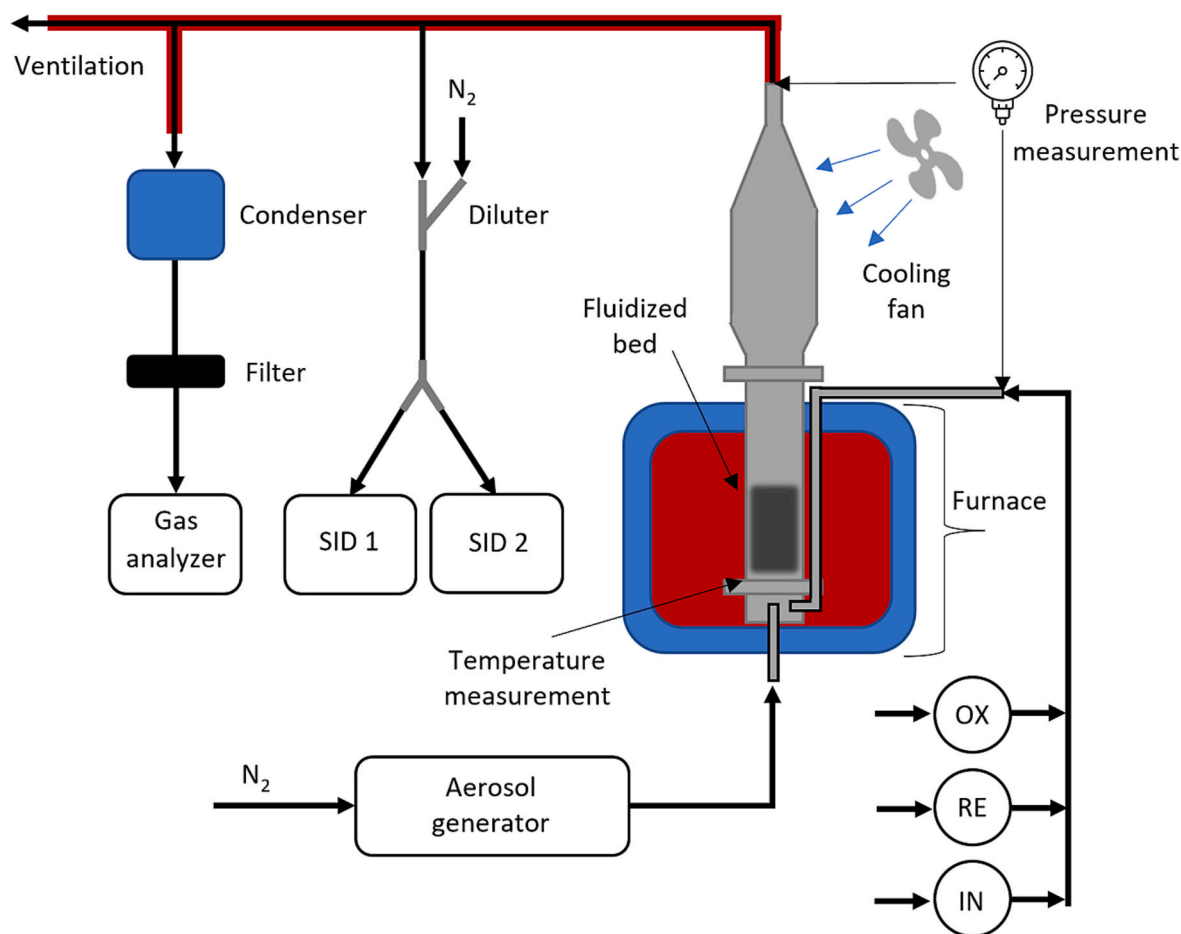 Ventilation
N₂
Pressure
measurement
Condenser
Diluter
Cooling
fan
Fluidized
bed
Filter
Furnace
Gas
analyzer
SID 1
SID 2
Temperature
measurement
OX
N₂
Aerosol
generator
RE
IN